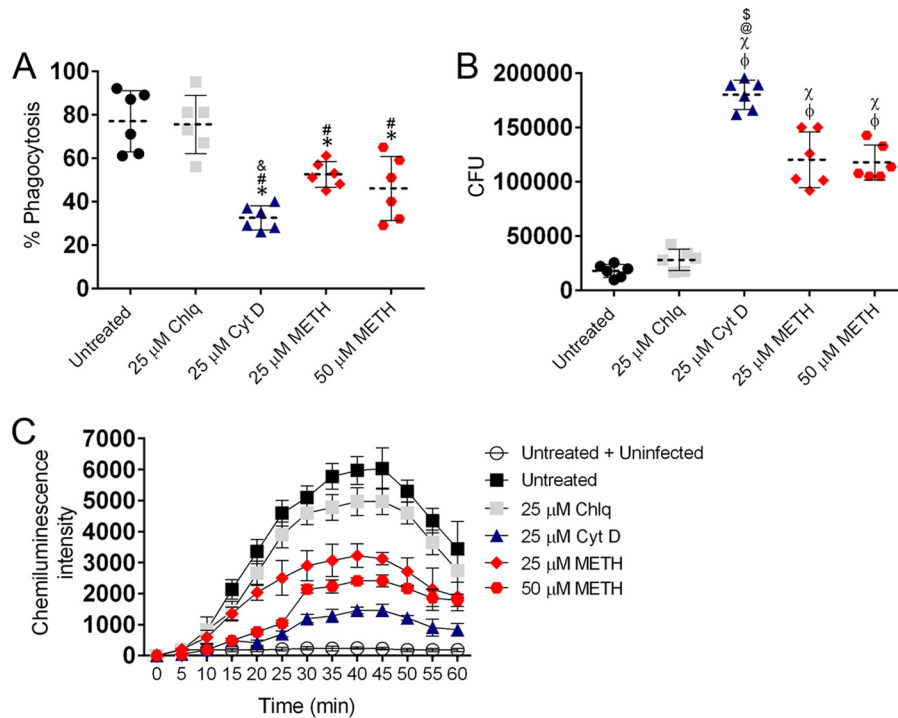 A
% Phagocytosis
100
80
60
40
20
0
&
#
*
#
*
#
*
Untreated
25 μM Chlq
25 μM Cyt D
25 μM METH
50 μM METH
B
CFU
200000
150000
100000
50000
0
$
@
χ
ϕ
χ
ϕ
χ
ϕ
Untreated
25 μM Chlq
25 μM Cyt D
25 μM METH
50 μM METH
C
Chemiluminescence
intensity
7000
6000
5000
4000
3000
2000
1000
0
0 5 10 15 20 25 30 35 40 45 50 55 60
Time (min)
Untreated + Uninfected
Untreated
25 μM Chlq
25 μM Cyt D
25 μM METH
50 μM METH